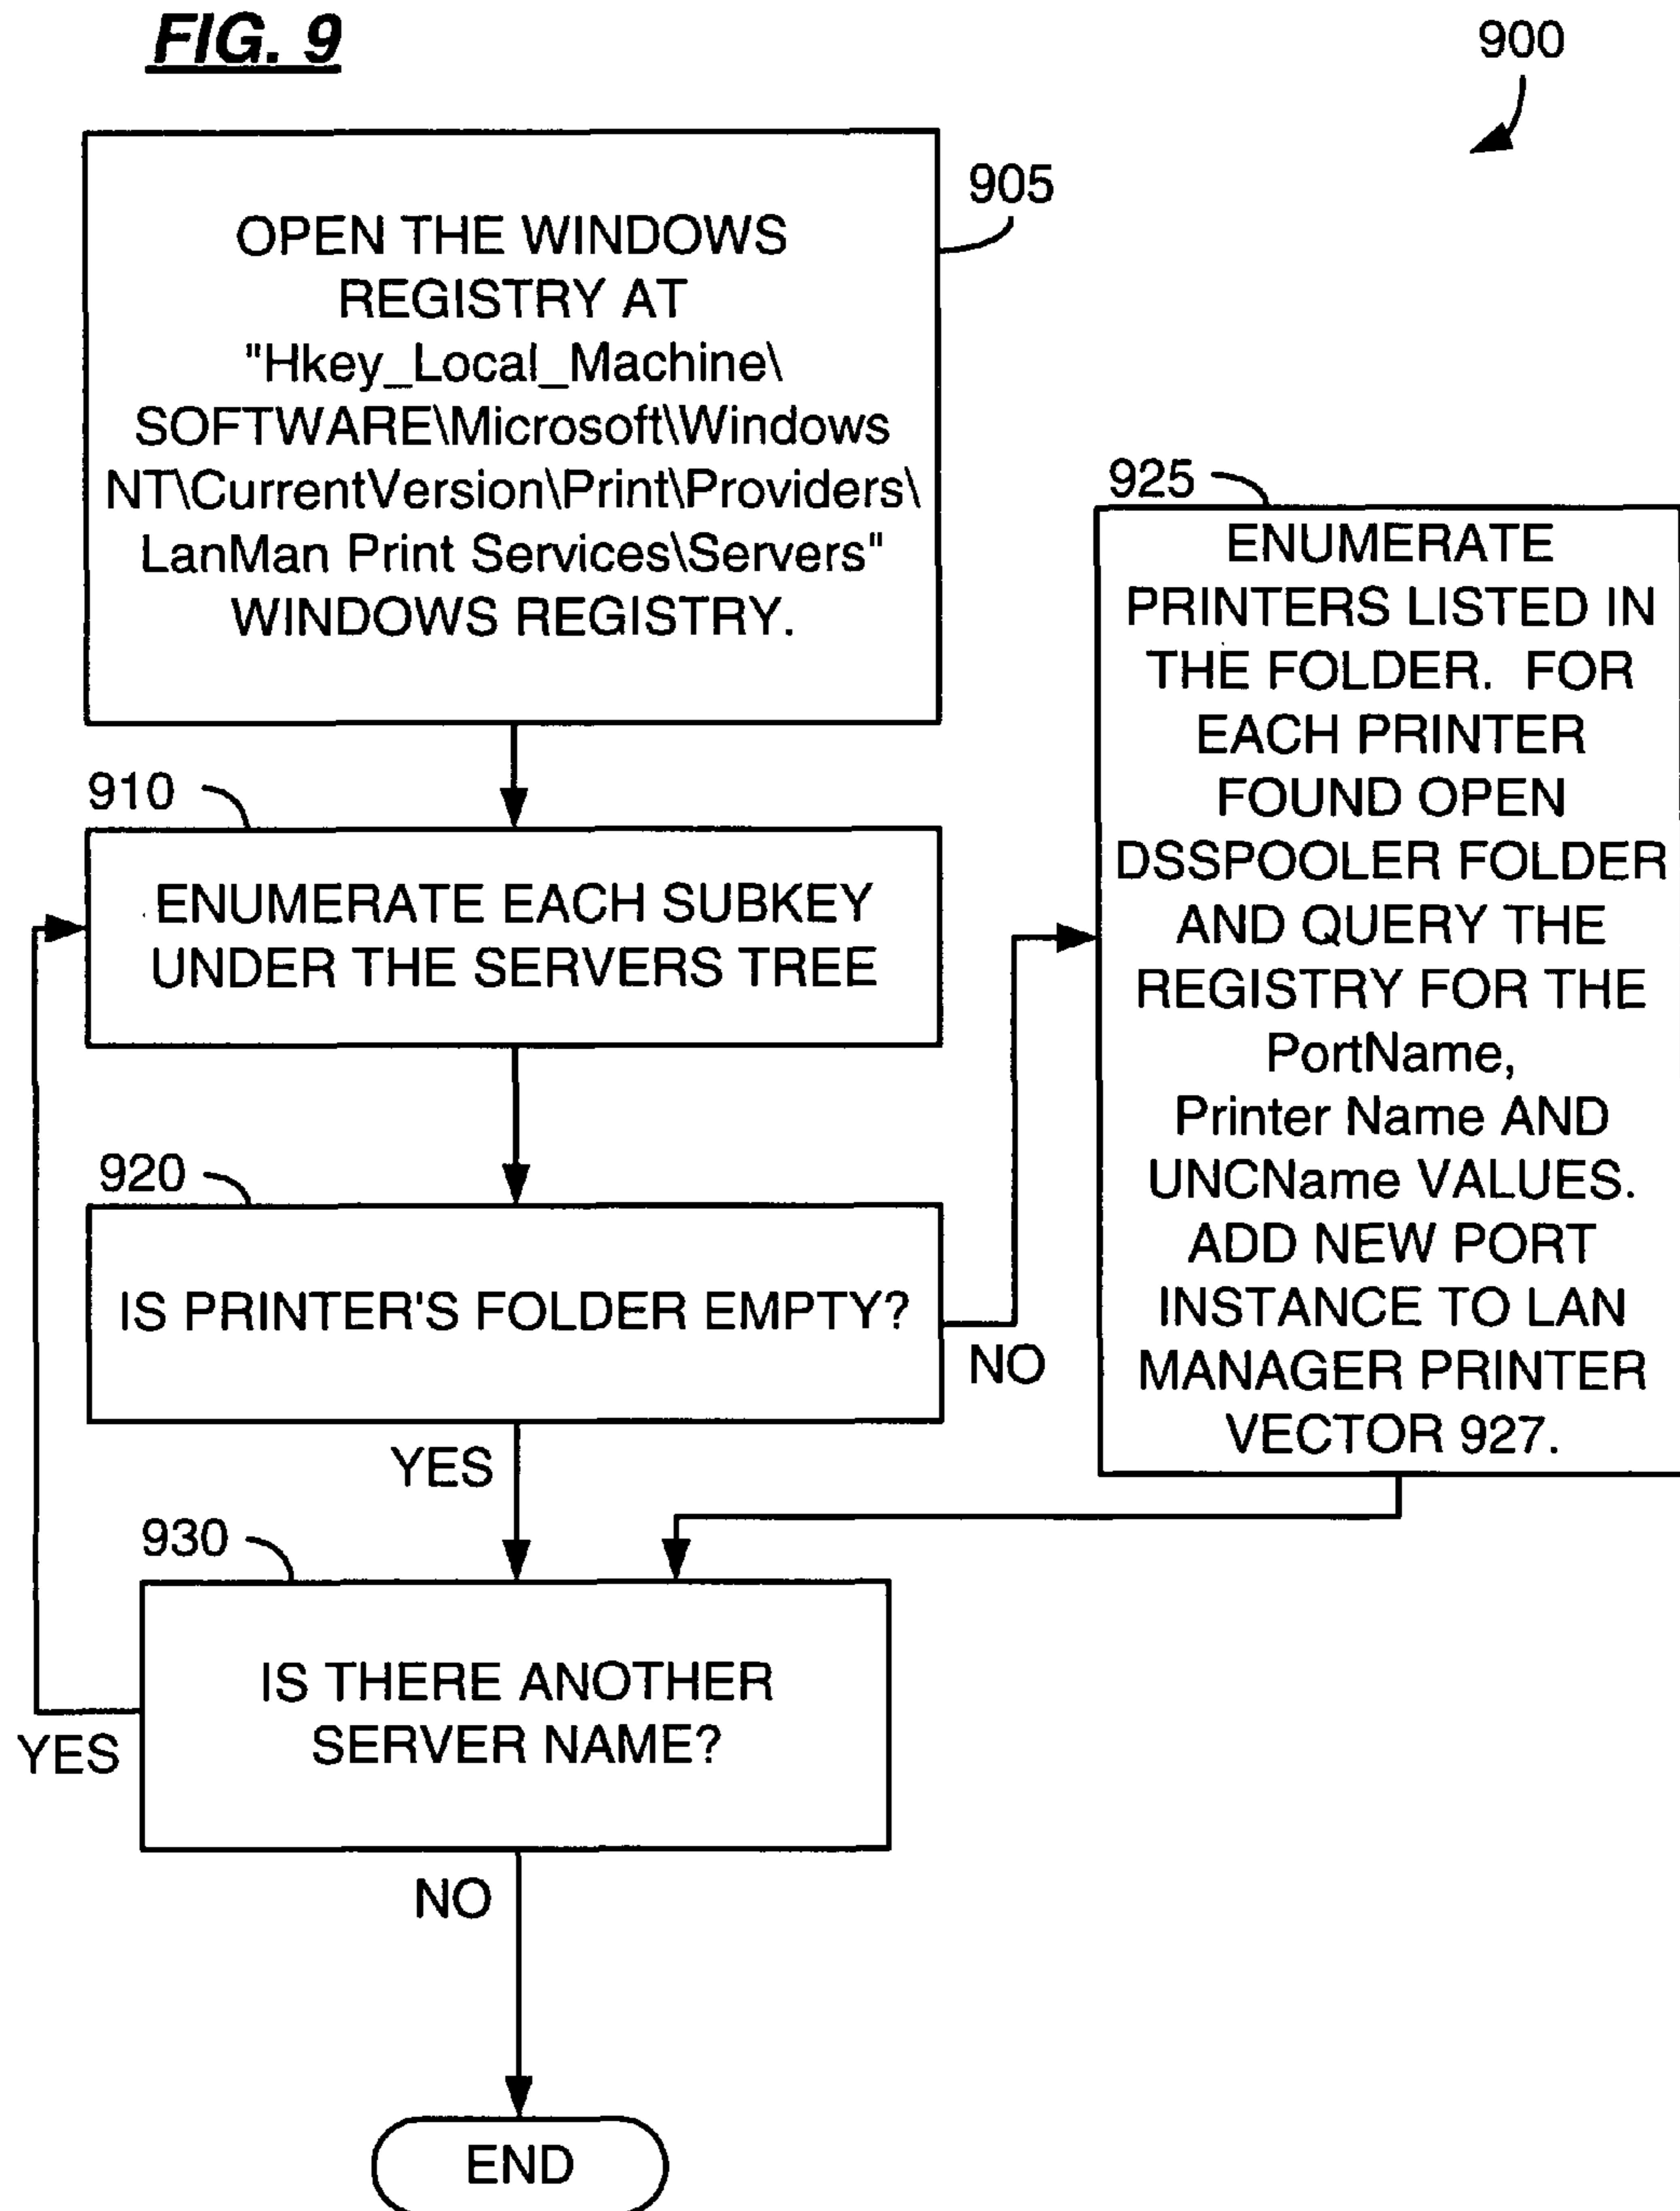 FIG. 9
900
905
OPEN THE WINDOWS
REGISTRY AT
"Hkey_Local_Machine\
SOFTWARE\Microsoft\Windows
NT\CurrentVersion\Print\Providers\
LanMan Print Services\Servers"
WINDOWS REGISTRY.
910
ENUMERATE EACH SUBKEY
UNDER THE SERVERS TREE
920
IS PRINTER'S FOLDER EMPTY?
NO
YES
925
ENUMERATE
PRINTERS LISTED IN
THE FOLDER. FOR
EACH PRINTER
FOUND OPEN
DSSPOOLER FOLDER
AND QUERY THE
REGISTRY FOR THE
PortName,
Printer Name AND
UNCName VALUES.
ADD NEW PORT
INSTANCE TO LAN
MANAGER PRINTER
VECTOR 927.
930
IS THERE ANOTHER
SERVER NAME?
YES
NO
END